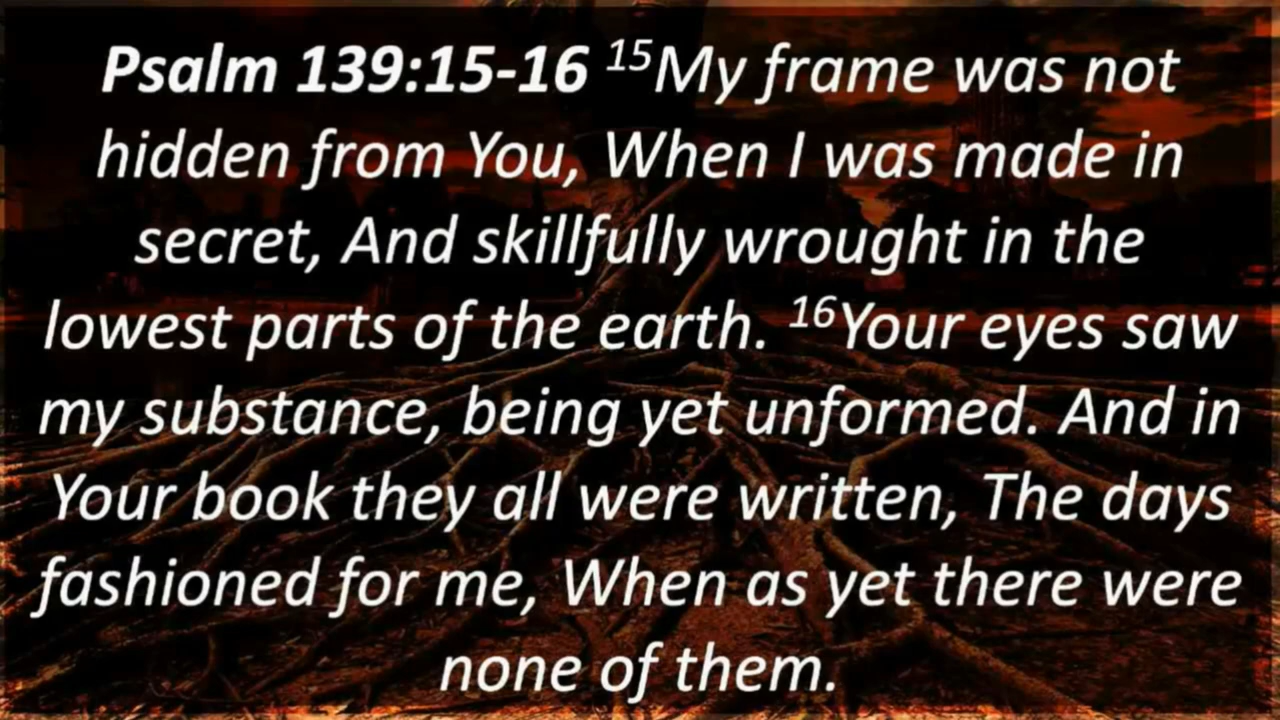 Psalm 139:15-16 ¹⁵My frame was not
hidden from You, When I was made in
secret, And skillfully wrought in the
lowest parts of the earth. ¹⁶Your eyes saw
my substance, being yet unformed. And in
Your book they all were written, The days
fashioned for me, When as yet there were
none of them.